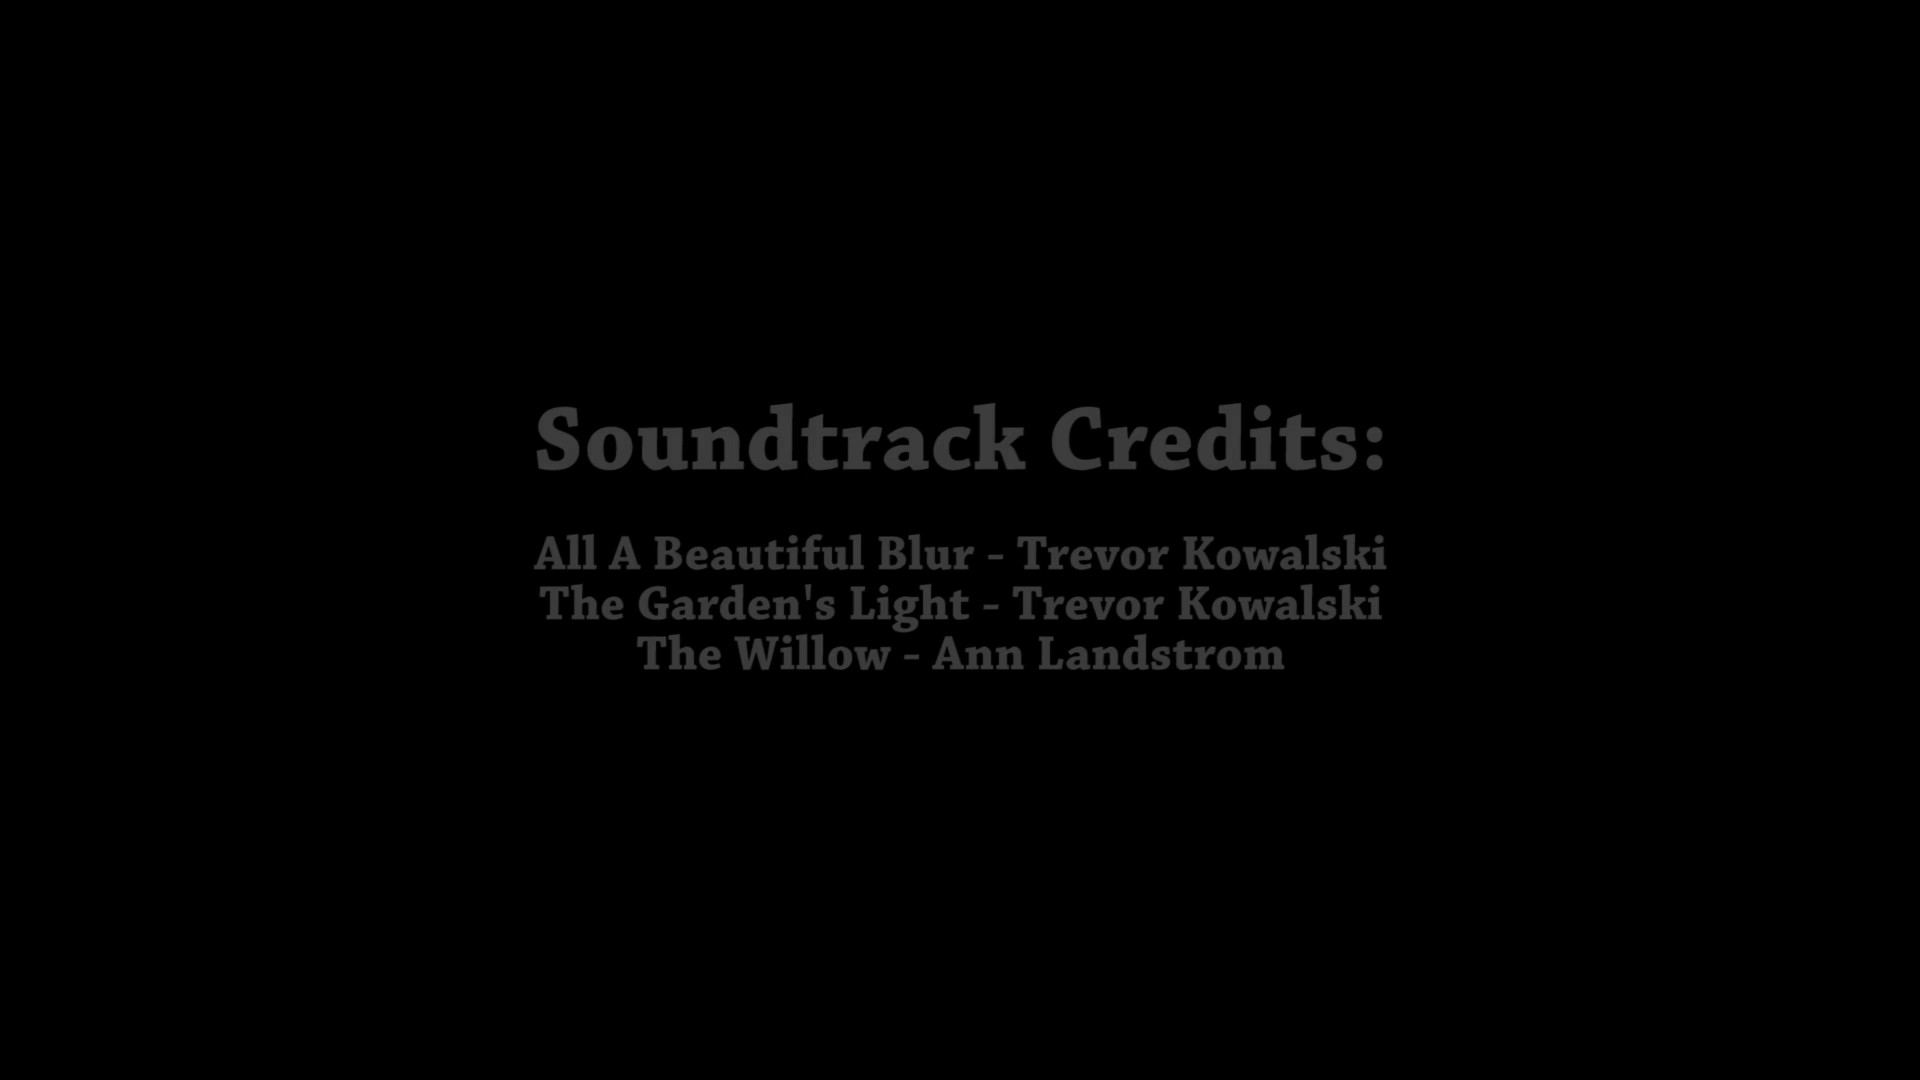 Soundtrack Credits:
All A Beautiful Blur - Trevor Kowalski
The Garden's Light - Trevor Kowalski
The Willow - Ann Landstrom